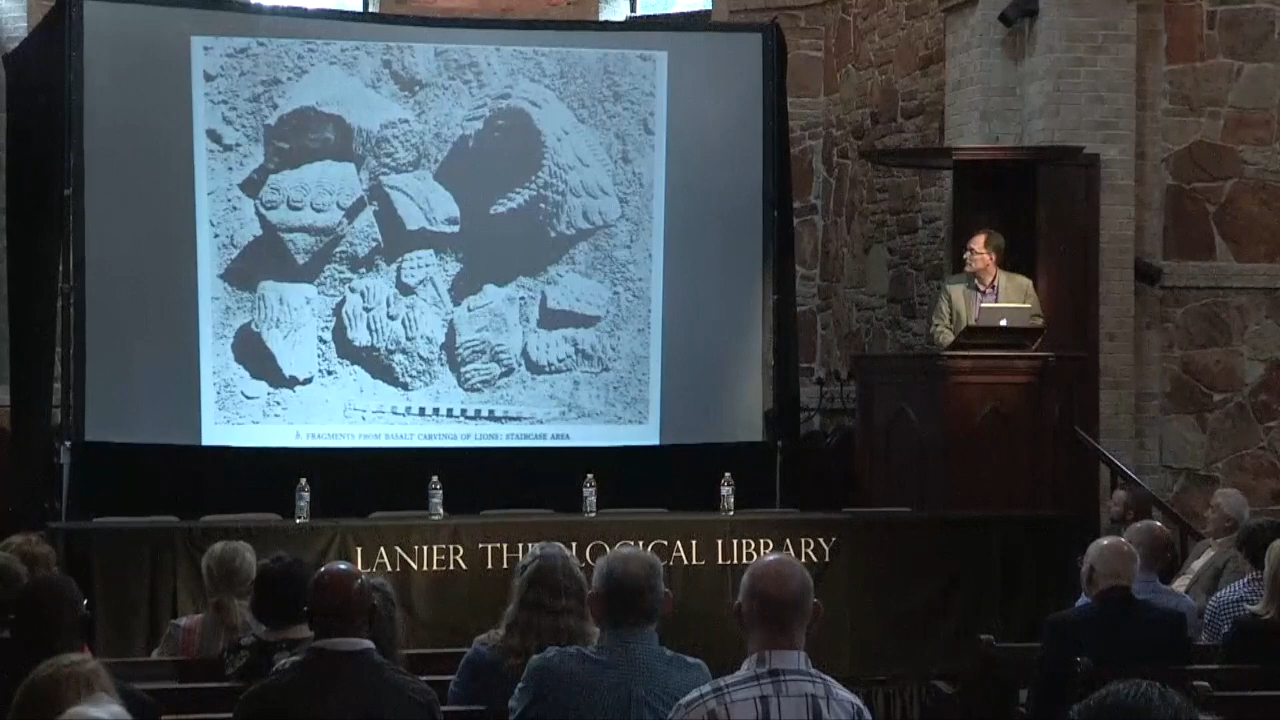 b. FRAGMENTS FROM BASALT CARVINGS OF LIONS: STAIRCASE AREA
LANIER THEOLOGICAL LIBRARY